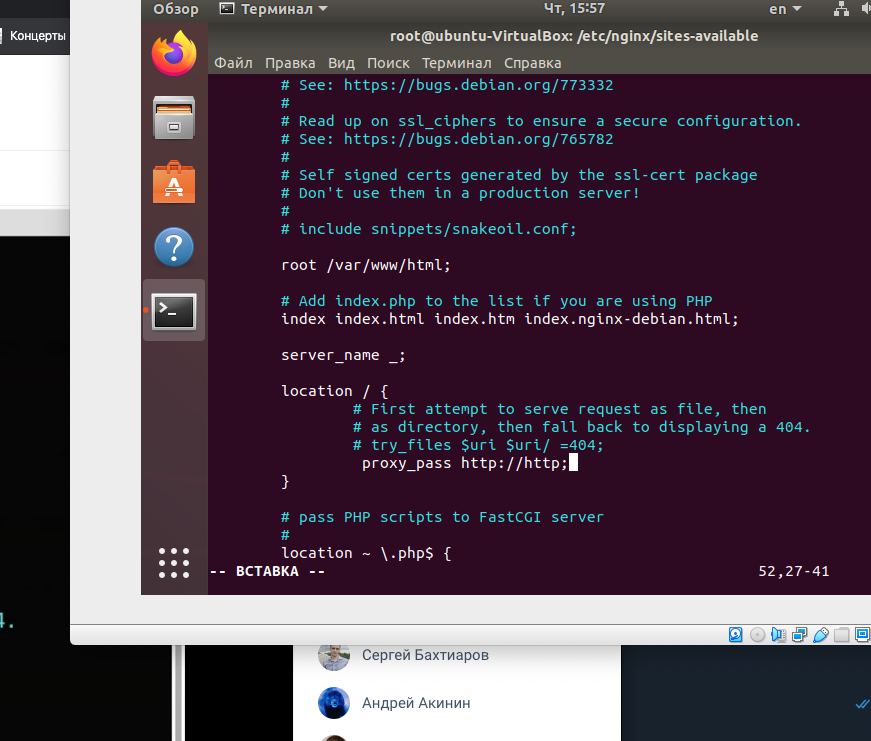 Обзор Терминал Чт, 15:57 en
Концерты
root@ubuntu-VirtualBox: /etc/nginx/sites-available
Файл Правка Вид Поиск Терминал Справка
# See: https://bugs.debian.org/773332
#
# Read up on ssl_ciphers to ensure a secure configuration.
# See: https://bugs.debian.org/765782
#
# Self signed certs generated by the ssl-cert package
# Don't use them in a production server!
#
# include snippets/snakeoil.conf;
root /var/www/html;
# Add index.php to the list if you are using PHP
index index.html index.htm index.nginx-debian.html;
server_name _;
location / {
# First attempt to serve request as file, then
# as directory, then fall back to displaying a 404.
# try_files $uri $uri/ =404;
proxy_pass http://http;
}
# pass PHP scripts to FastCGI server
#
location ~ \.php$ {
-- ВСТАВКА -- 52,27-41
4.
Сергей Бахтиаров
Андрей Акинин